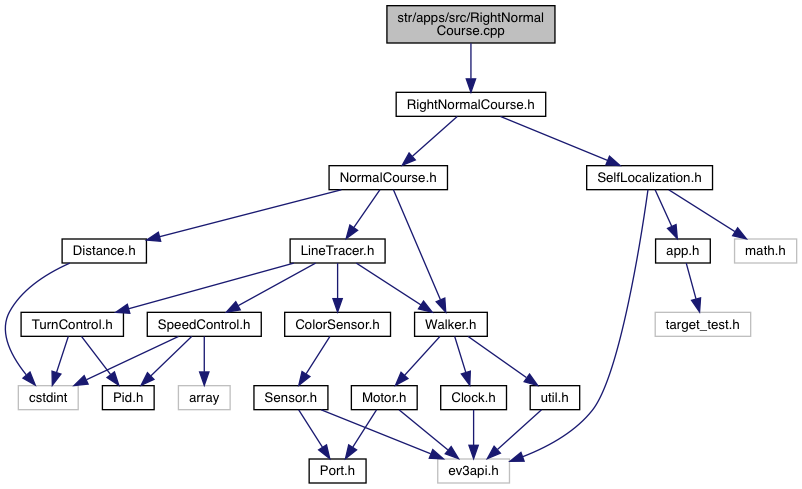 str/apps/src/RightNormal
Course.cpp
RightNormalCourse.h
NormalCourse.h
SelfLocalization.h
Distance.h
LineTracer.h
app.h
math.h
TurnControl.h
SpeedControl.h
ColorSensor.h
Walker.h
target_test.h
cstdint
Pid.h
array
Sensor.h
Motor.h
Clock.h
util.h
Port.h
ev3api.h